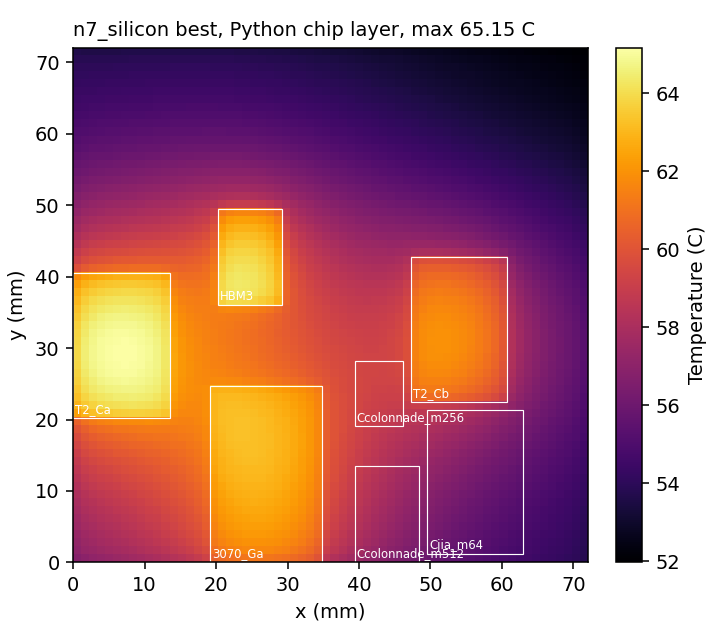 n7_silicon best, Python chip layer, max 65.15 C
70
60
50
40
30
20
10
0
y (mm)
HBM3
T2_Ca
T2_Cb
Ccolonnade_m256
Cjia_m64
3070_Ga
Ccolonnade_m512
0 10 20 30 40 50 60 70
x (mm)
64
62
60
58
56
54
52
Temperature (C)